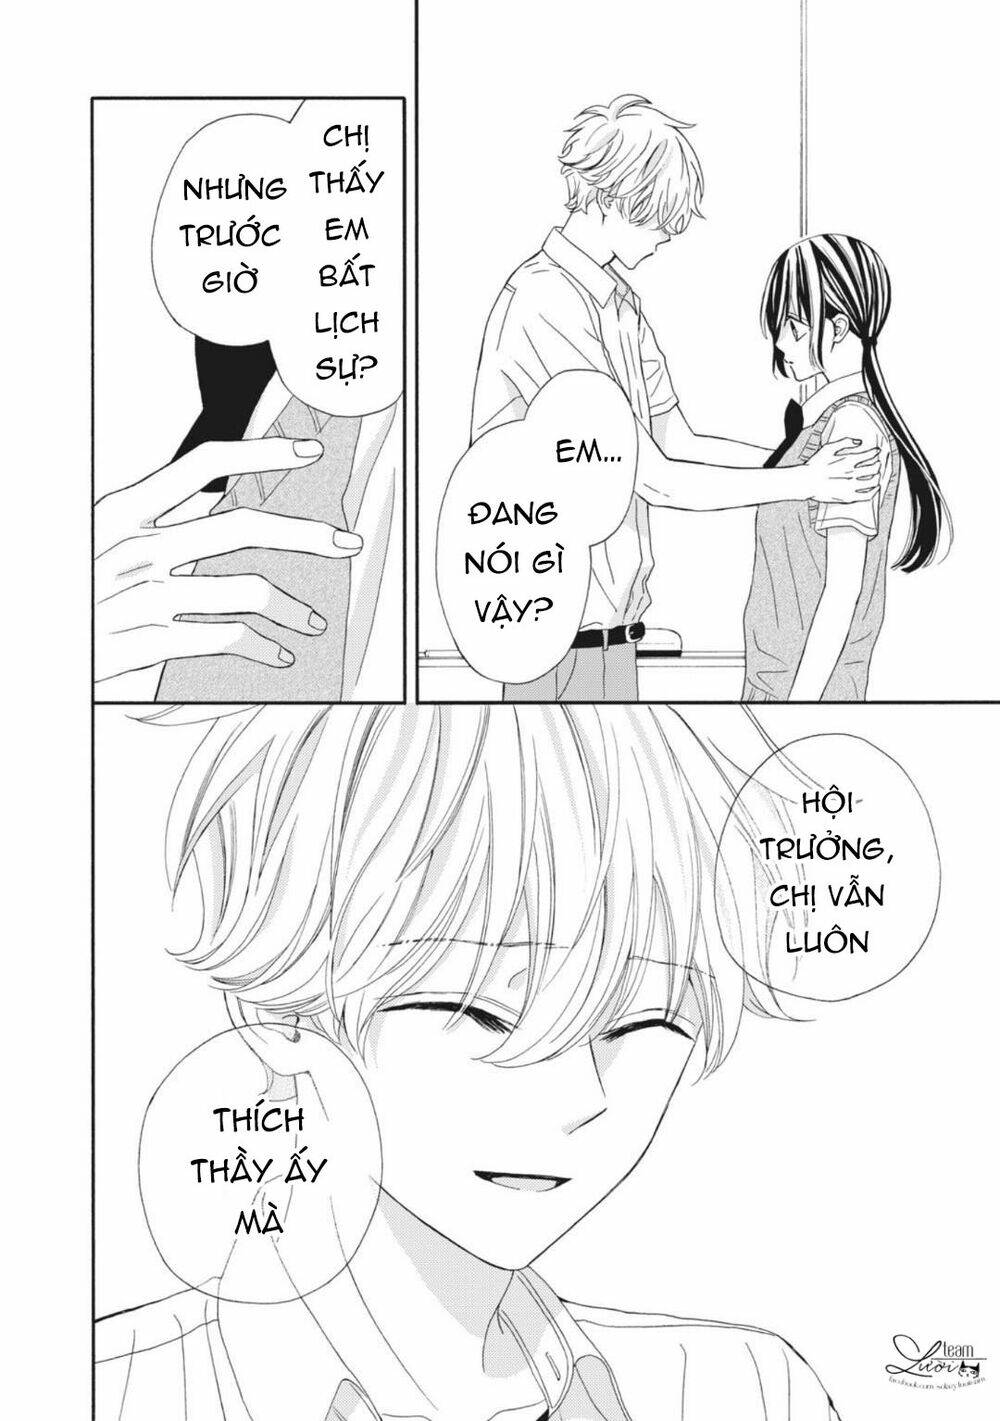 EM...
ĐANG
NÓI GÌ
VẬY?
CHỊ
THẤY
EM
BẤT
LỊCH
SỰ?
NHƯNG
TRƯỚC
GIỜ
HỘI
TRƯỞNG,
CHỊ VẪN
LUÔN
THÍCH
THẦY ẤY
MÀ
team
Lười